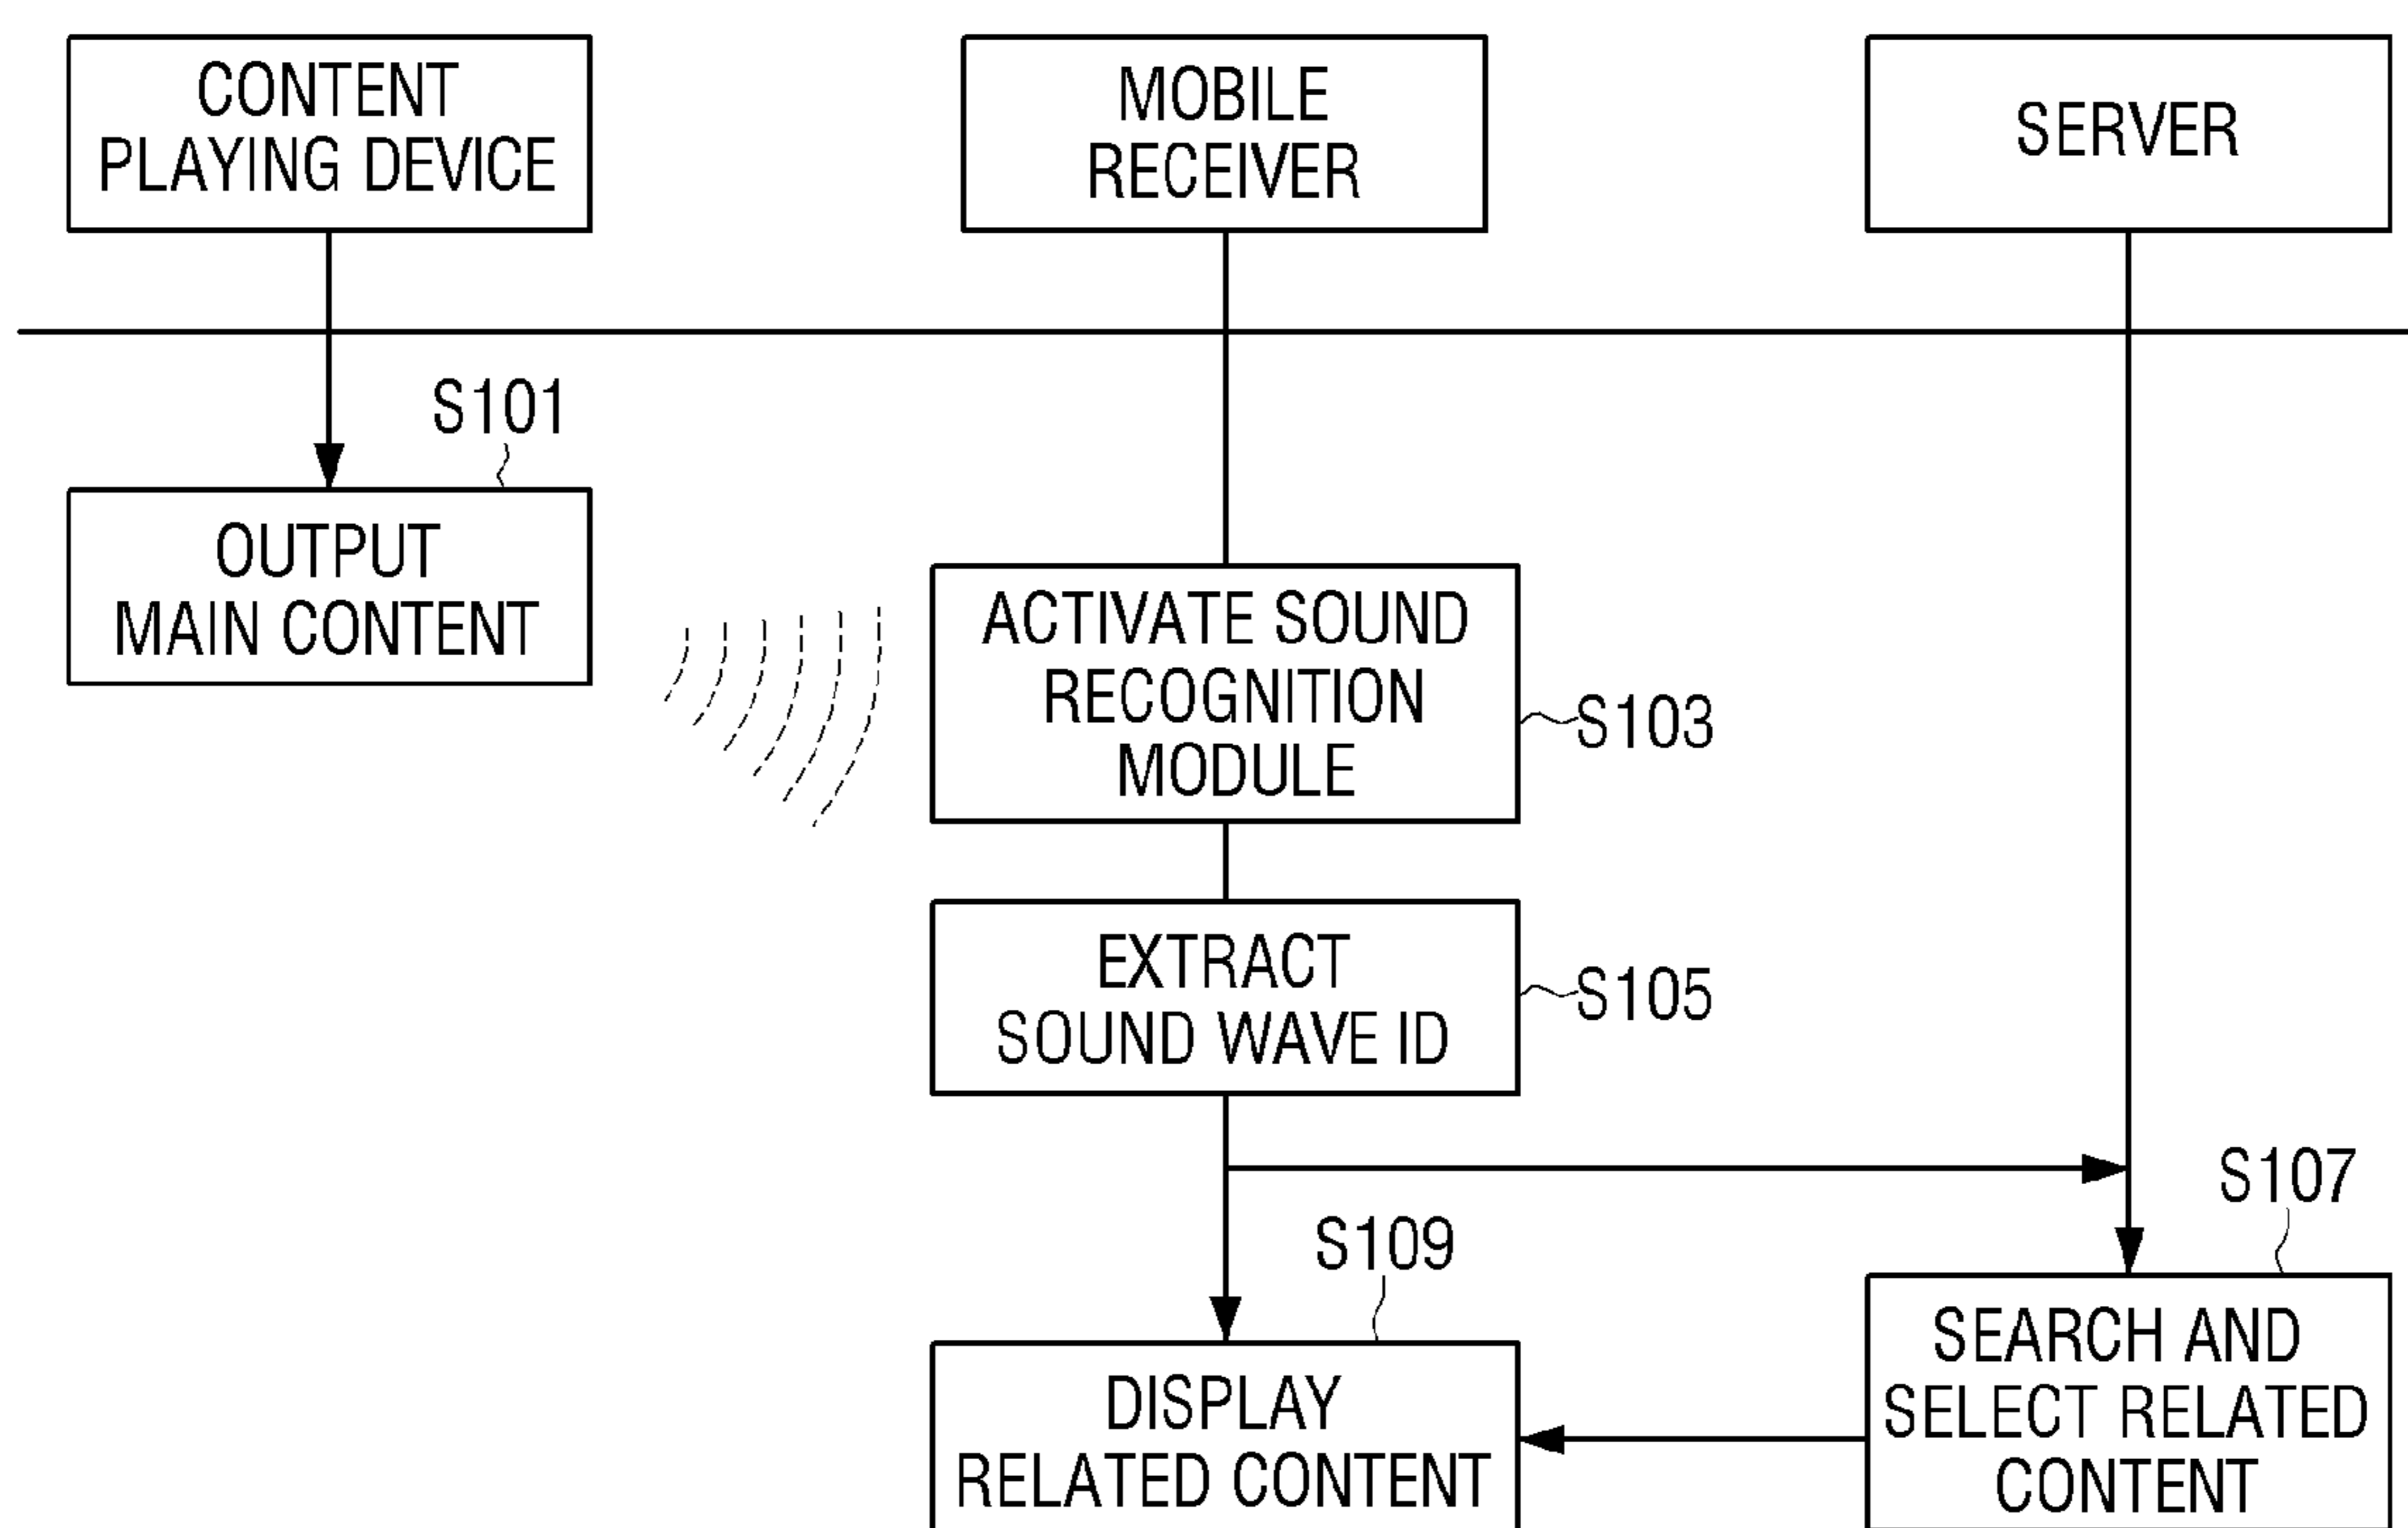 CONTENT
PLAYING DEVICE
MOBILE
RECEIVER
SERVER
S101
OUTPUT
MAIN CONTENT
ACTIVATE SOUND
RECOGNITION
MODULE
S103
EXTRACT
SOUND WAVE ID
S105
S107
S109
DISPLAY
RELATED CONTENT
SEARCH AND
SELECT RELATED
CONTENT